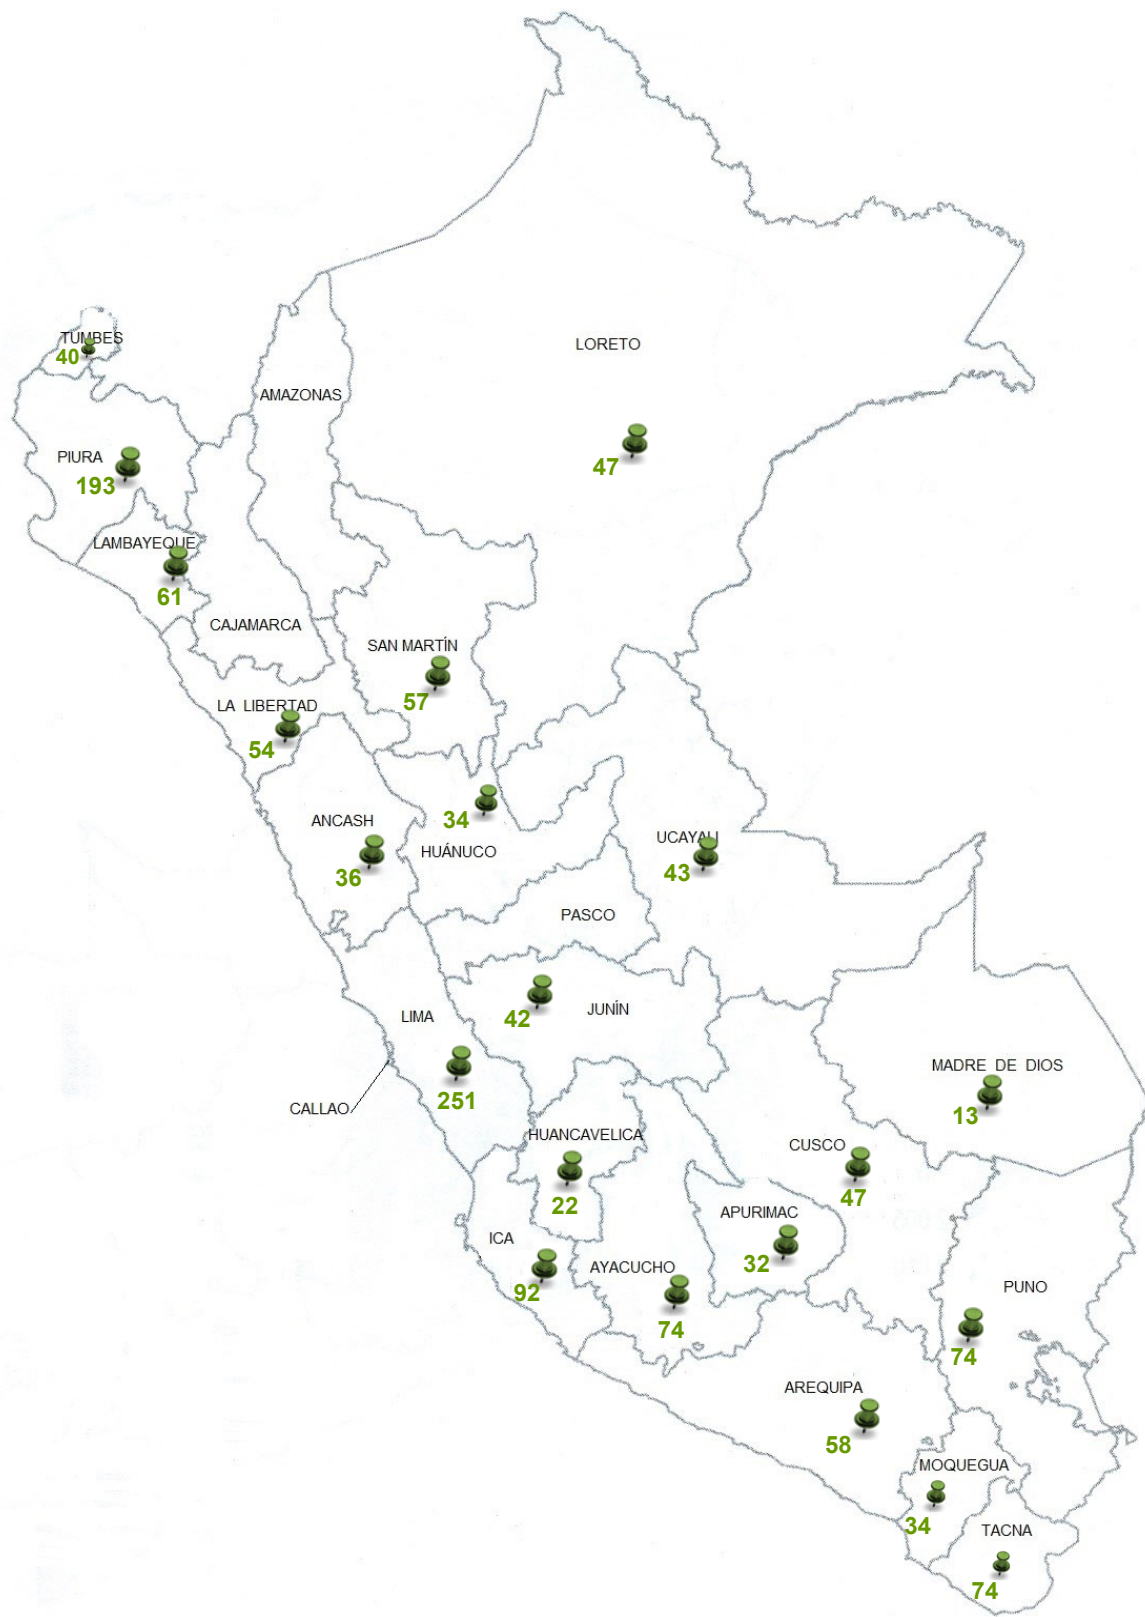 TUMBES
40
LORETO
AMAZONAS
47
PIURA
193
LAMBAYEQUE
61
CAJAMARCA
SAN MARTÍN
57
LA LIBERTAD
54
ANCASH
36
34
HUÁNUCO
UCAYALI
43
PASCO
42
JUNÍN
LIMA
251
CALLAO
MADRE DE DIOS
13
HUANCAVELICA
22
CUSCO
47
APURIMAC
32
ICA
92
AYACUCHO
74
PUNO
74
AREQUIPA
58
MOQUEGUA
34
TACNA
74